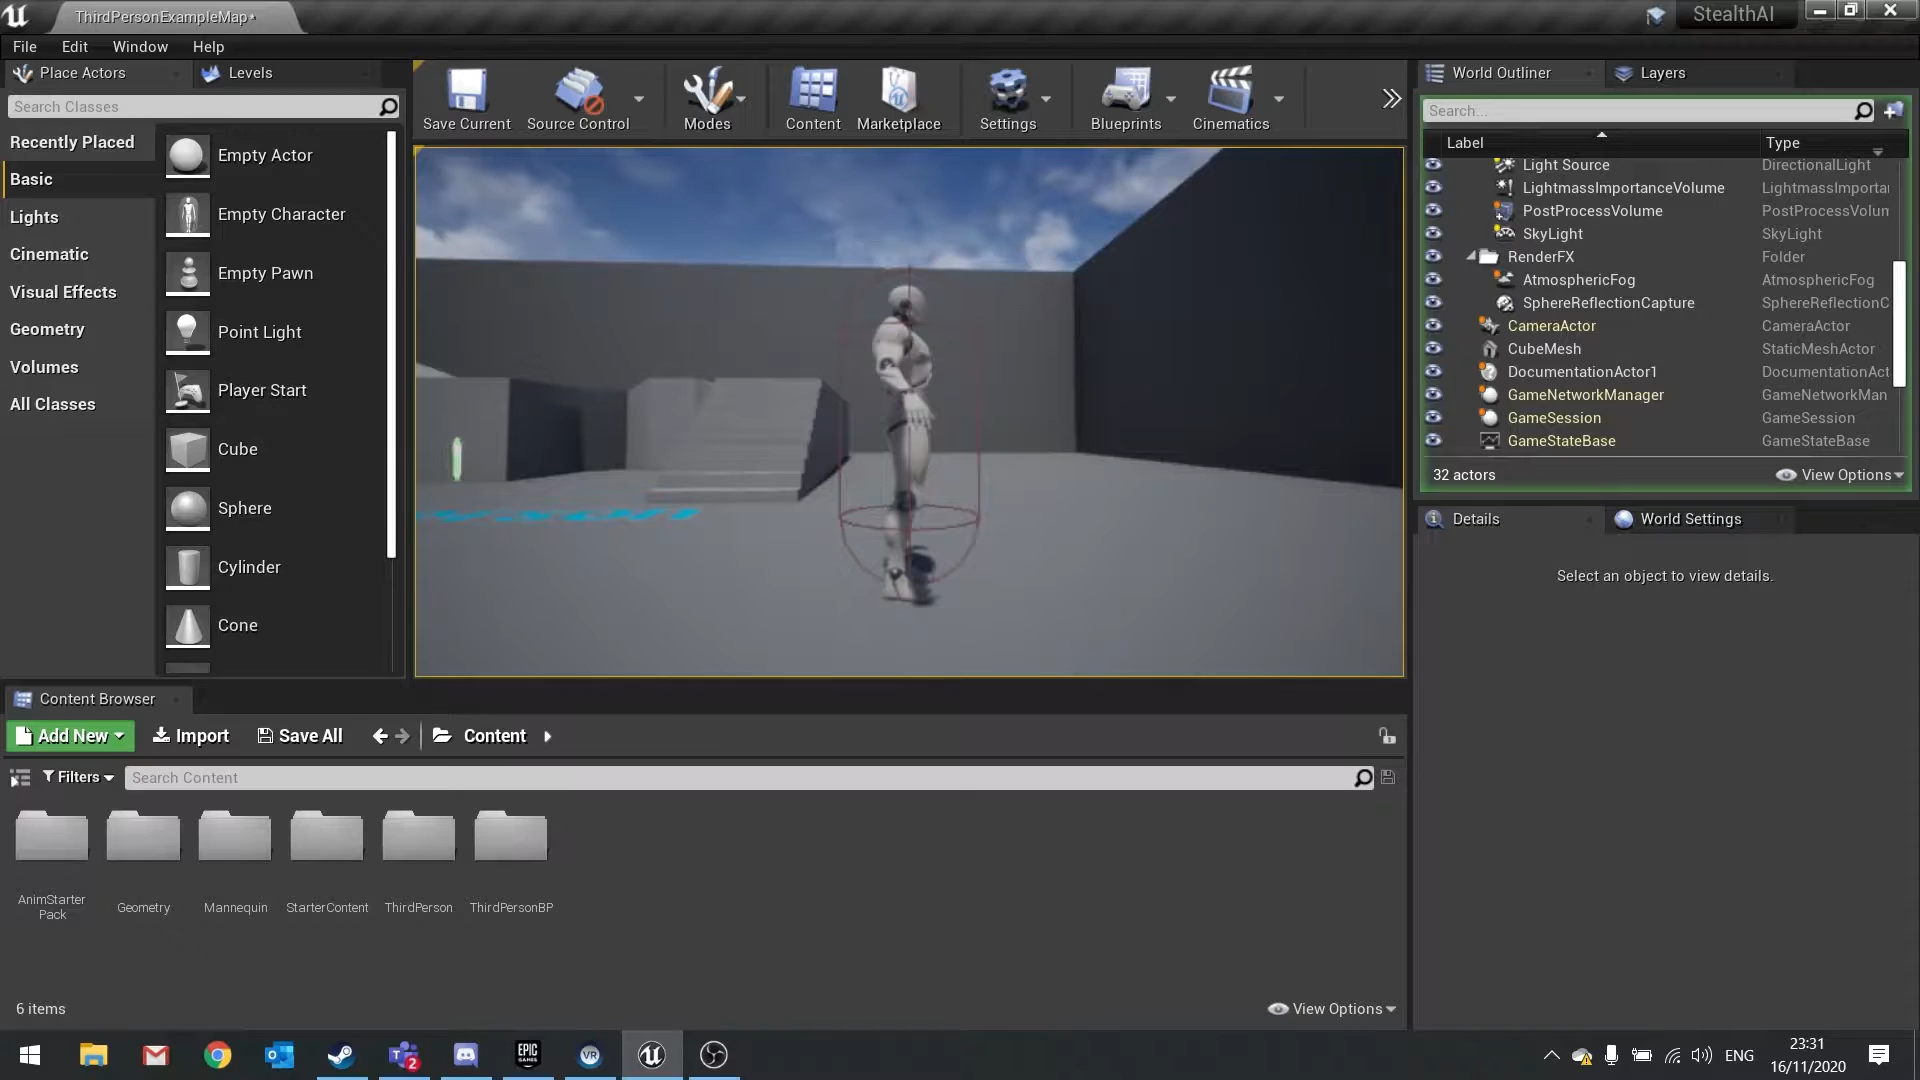 ThirdPersonExampleMap*
StealthAI
File Edit Window Help
Place Actors
Levels
Search Classes
Recently Placed
Basic
Lights
Cinematic
Visual Effects
Geometry
Volumes
All Classes
Empty Actor
Empty Character
Empty Pawn
Point Light
Player Start
Cube
Sphere
Cylinder
Cone
Save Current
Source Control
Modes
Content
Marketplace
Settings
Blueprints
Cinematics
World Outliner
Layers
Search...
Label Type
Light Source DirectionalLight
LightmassImportanceVolume LightmassImporta
PostProcessVolume PostProcessVolum
SkyLight SkyLight
RenderFX Folder
AtmosphericFog AtmosphericFog
SphereReflectionCapture SphereReflectionC
CameraActor CameraActor
CubeMesh StaticMeshActor
DocumentationActor1 DocumentationAct
GameNetworkManager GameNetworkMan
GameSession GameSession
GameStateBase GameStateBase
32 actors
View Options
Details
World Settings
Select an object to view details.
Content Browser
Add New
Import
Save All
Content
Filters
Search Content
AnimStarter
Pack
Geometry
Mannequin
StarterContent
ThirdPerson
ThirdPersonBP
6 items
View Options
2
EPIC
GAMES
VR
ENG
23:31
16/11/2020